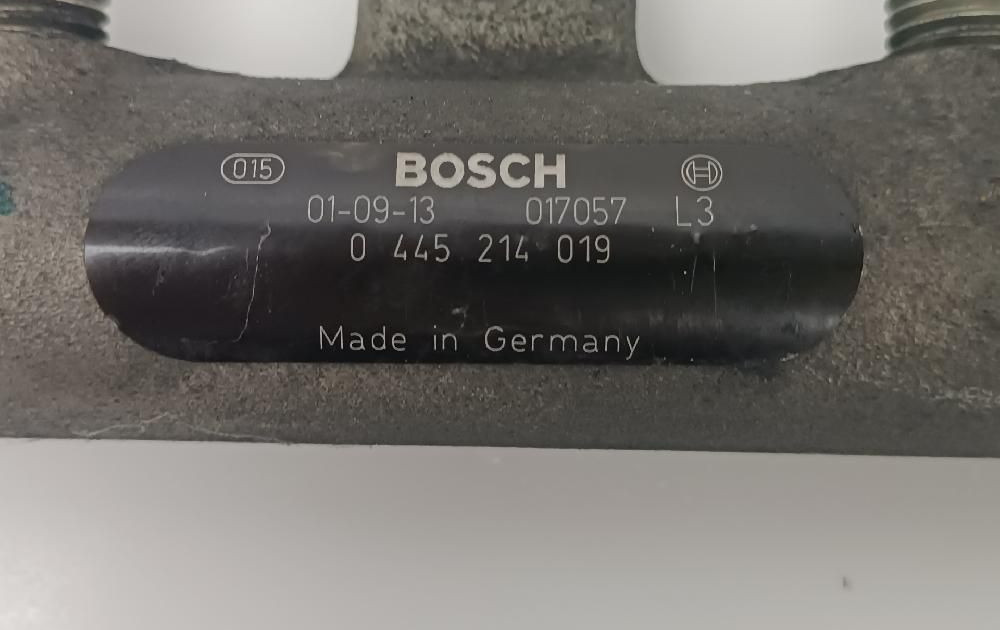 015 BOSCH
01-09-13 017057 L3
0 445 214 019
Made in Germany